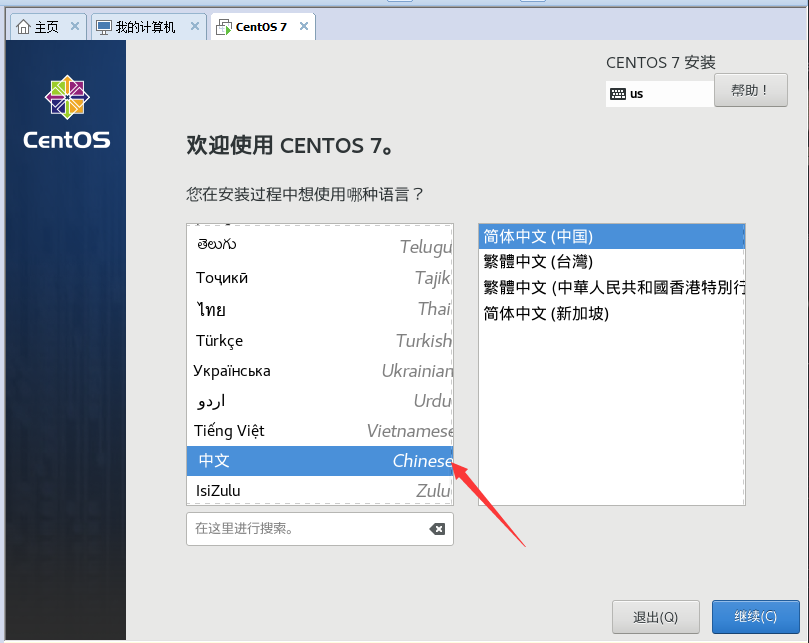 主页
我的计算机
CentOS 7
CENTOS 7 安装
us
帮助！
CentOS
欢迎使用 CENTOS 7。
您在安装过程中想使用哪种语言？
తెలుగు Telugu
Тоҷикӣ Tajik
ไทย Thai
Türkçe Turkish
Українська Ukrainian
اردو Urdu
Tiếng Việt Vietnamese
中文 Chinese
IsiZulu Zulu
简体中文 (中国)
繁體中文 (台灣)
繁體中文 (中華人民共和國香港特別行
简体中文 (新加坡)
在这里进行搜索。
退出(Q)
继续(C)